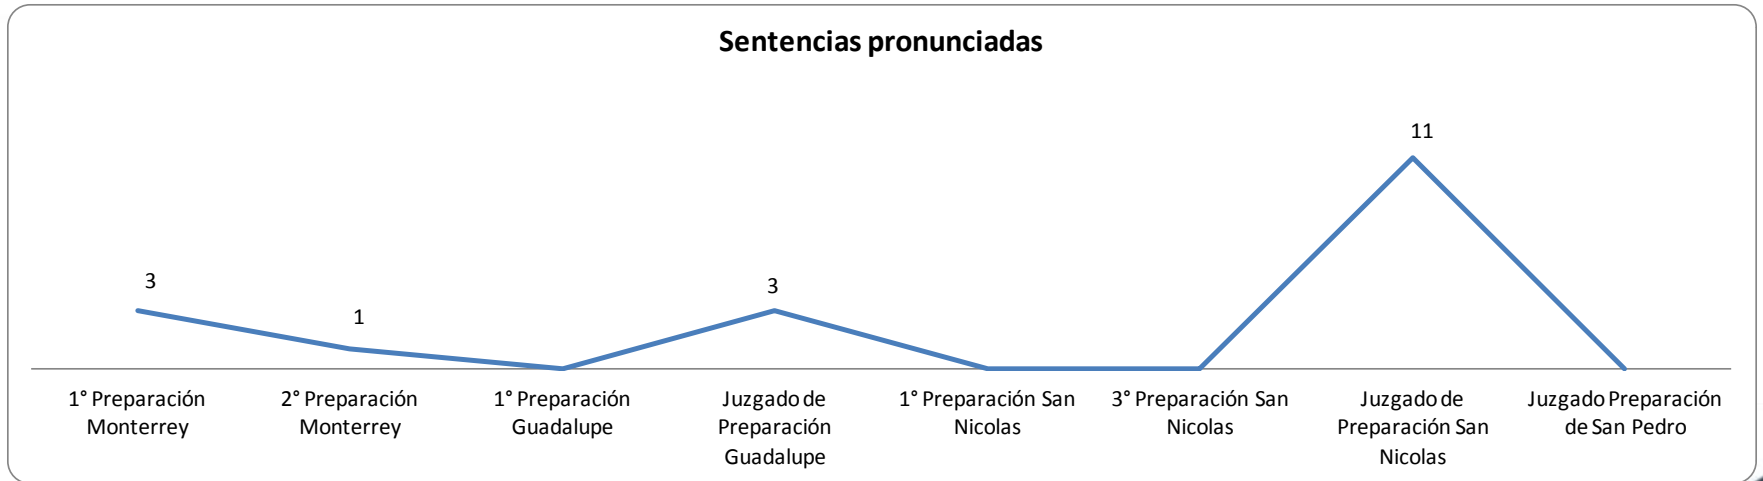 Sentencias pronunciadas
11
3
3
1
1° Preparación
Monterrey
2° Preparación
Monterrey
1° Preparación
Guadalupe
Juzgado de
Preparación
Guadalupe
1° Preparación San
Nicolas
3° Preparación San
Nicolas
Juzgado de
Preparación San
Nicolas
Juzgado Preparación
de San Pedro